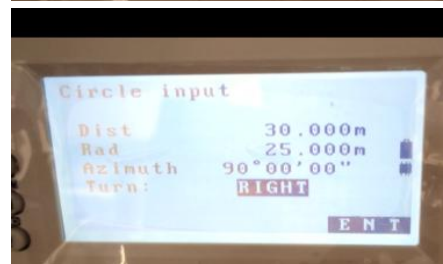 Circle input
Dist 30.000m
Rad 25.000m
Azimuth 90°00'00"
Turn: RIGHT
ENT